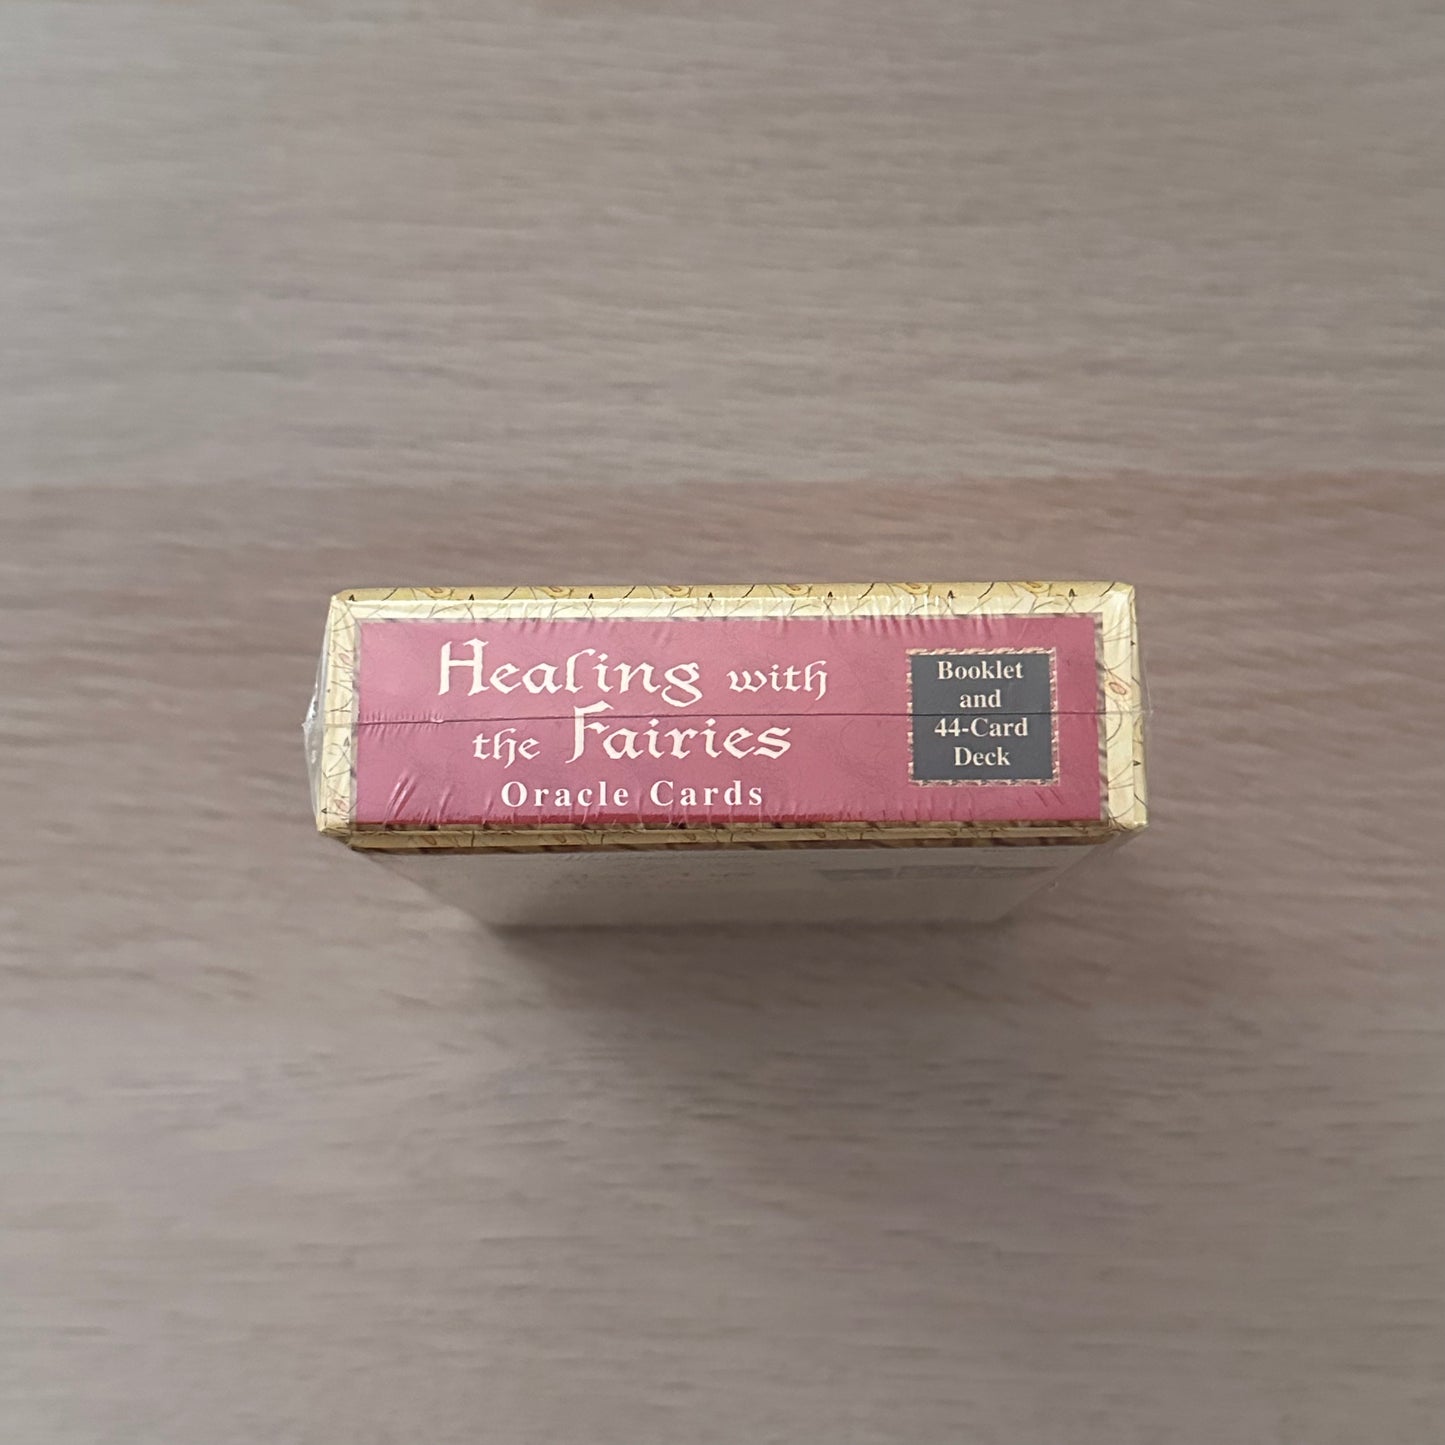 Healing with
the Fairies
Oracle Cards
Booklet
and
44-Card
Deck